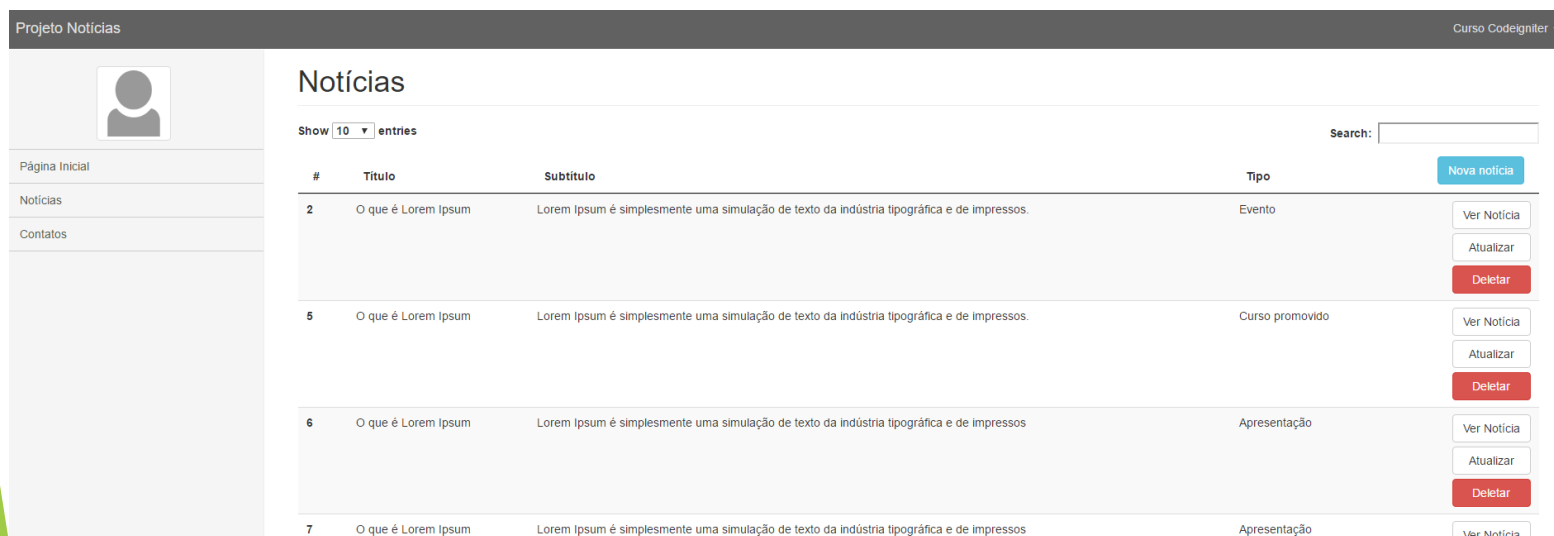 Projeto Notícias
Curso Codeigniter
Página Inicial
Notícias
Contatos
Notícias
Show 10 entries
Search:
# Título Subtítulo Tipo Nova notícia
2 O que é Lorem Ipsum Lorem Ipsum é simplesmente uma simulação de texto da indústria tipográfica e de impressos. Evento Ver Notícia
Atualizar
Deletar
5 O que é Lorem Ipsum Lorem Ipsum é simplesmente uma simulação de texto da indústria tipográfica e de impressos. Curso promovido Ver Notícia
Atualizar
Deletar
6 O que é Lorem Ipsum Lorem Ipsum é simplesmente uma simulação de texto da indústria tipográfica e de impressos Apresentação Ver Notícia
Atualizar
Deletar
7 O que é Lorem Ipsum Lorem Ipsum é simplesmente uma simulação de texto da indústria tipográfica e de impressos Apresentação Ver Notícia